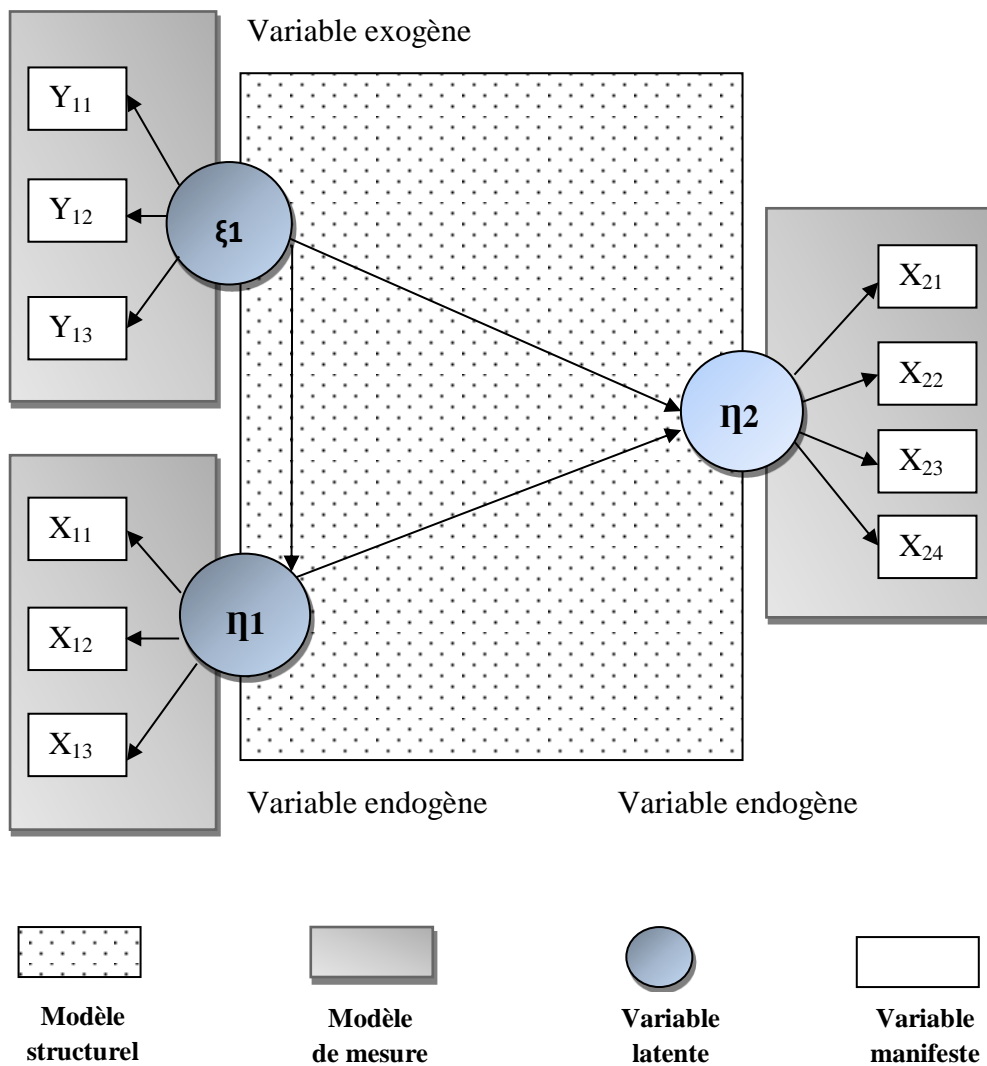 Variable exogène
Y11
Y12
Y13
ξ1
X21
X22
X23
X24
η2
X11
X12
X13
η1
Variable endogène
Variable endogène
Modèle
structurel
Modèle
de mesure
Variable
latente
Variable
manifeste